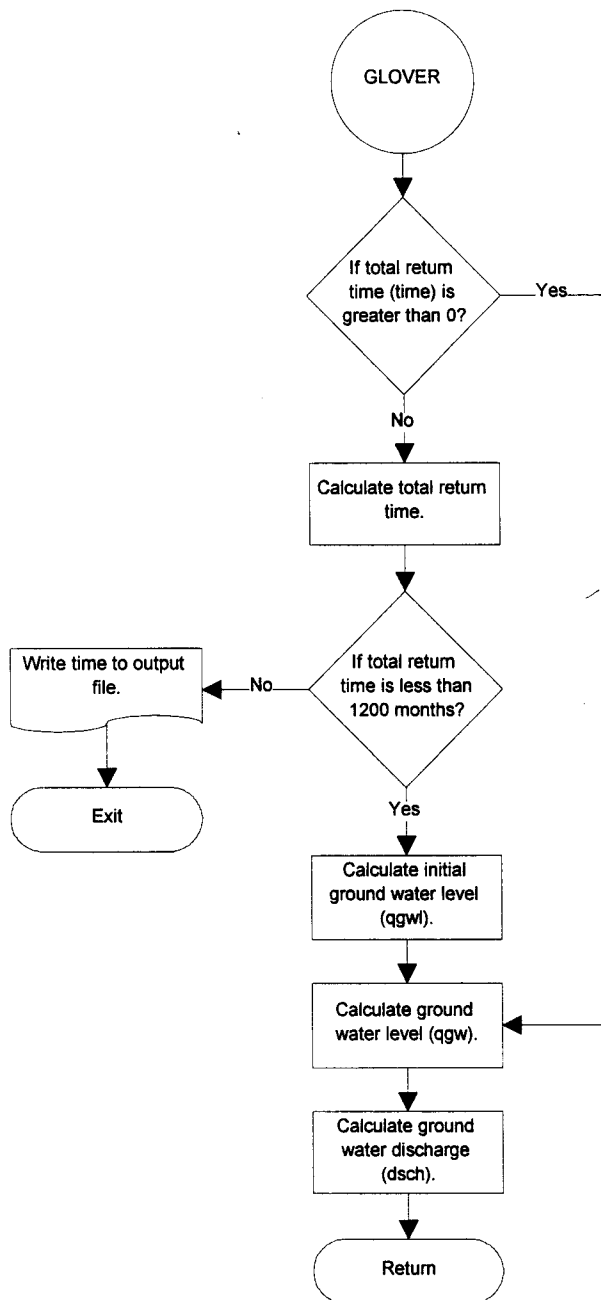 GLOVER
If total return
time (time) is
greater than 0?
Yes
No
Calculate total return
time.
If total return
time is less than
1200 months?
No
Write time to output
file.
Exit
Yes
Calculate initial
ground water level
(qgwl).
Calculate ground
water level (qgw).
Calculate ground
water discharge
(dsch).
Return